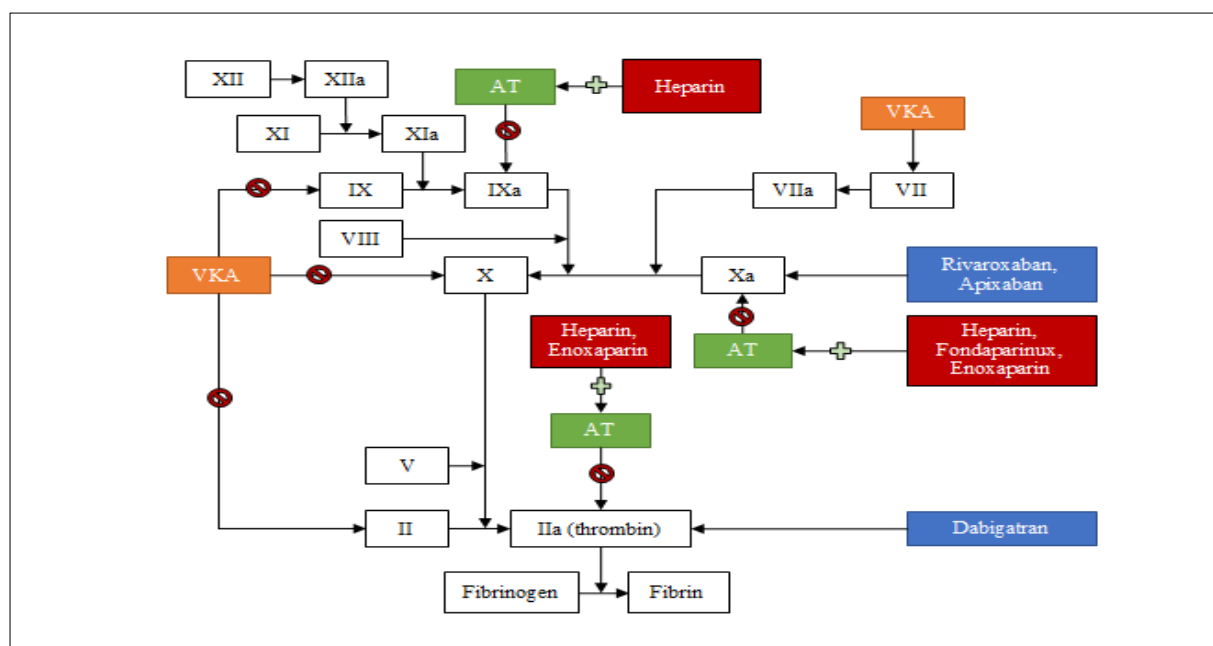 XII
XIIa
AT
Heparin
VKA
XI
XIa
IX
IXa
VIIa
VII
VIII
VKA
X
Xa
Rivaroxaban,
Apixaban
Heparin,
Enoxaparin
AT
Heparin,
Fondaparinux,
Enoxaparin
AT
V
II
IIa (thrombin)
Dabigatran
Fibrinogen
Fibrin